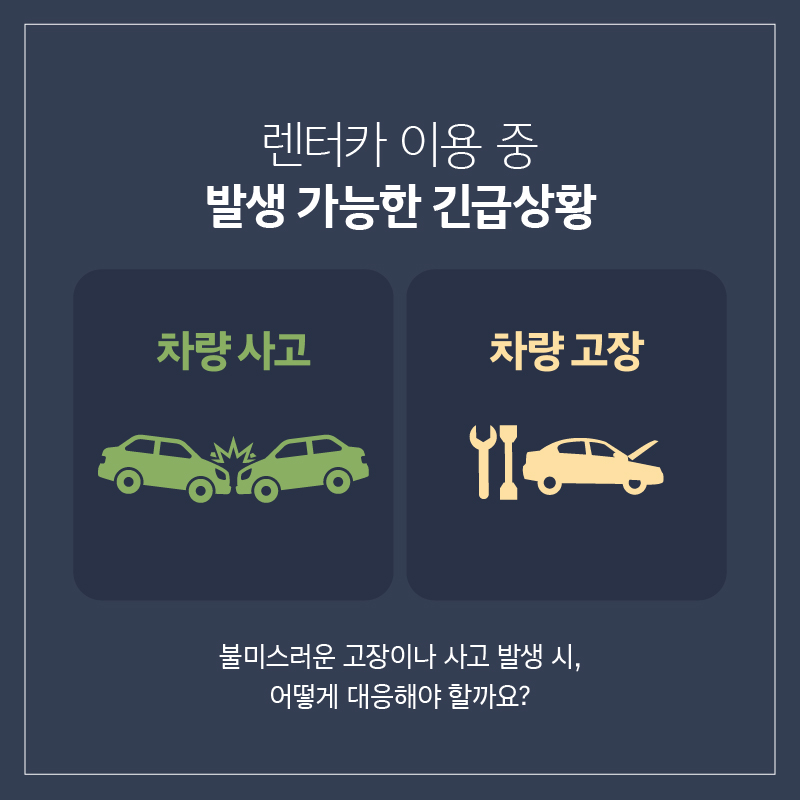 렌터카 이용 중
발생 가능한 긴급상황
차량 사고
차량 고장
불미스러운 고장이나 사고 발생 시,
어떻게 대응해야 할까요?